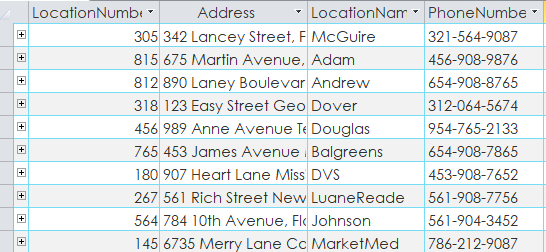 LocationNumbe Address LocationNam PhoneNumbe
305 342 Lancey Street, F McGuire 321-564-9087
815 675 Martin Avenue, Adam 456-908-9876
812 890 Laney Boulevar Andrew 654-908-8765
318 123 Easy Street Geo Dover 312-064-5674
456 989 Anne Avenue Te Douglas 954-765-2133
765 453 James Avenue I Balgreens 654-908-7865
180 907 Heart Lane Miss DVS 453-908-7652
267 561 Rich Street New LuaneReade 561-908-7756
564 784 10th Avenue, Flo Johnson 561-904-3452
145 6735 Merry Lane Co MarketMed 786-212-9087